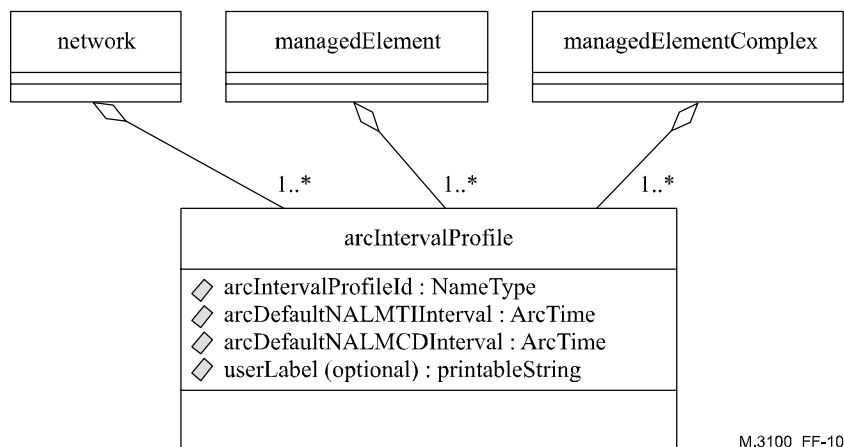 network
managedElement
managedElementComplex
1..*
1..*
1..*
arcIntervalProfile
arcIntervalProfileId : NameType
arcDefaultNALMTIInterval : ArcTime
arcDefaultNALMCDInterval : ArcTime
userLabel (optional) : printableString
M.3100_FF-10